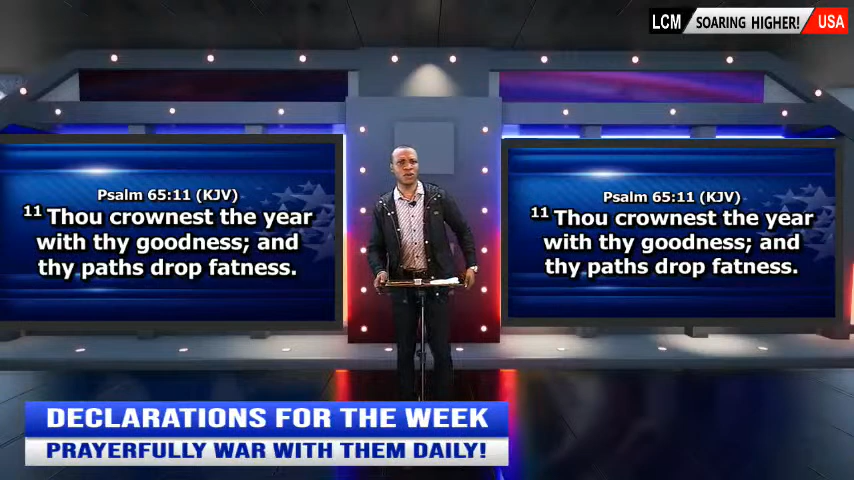 LCM SOARING HIGHER! USA
Psalm 65:11 (KJV)
11 Thou crownest the year
with thy goodness; and
thy paths drop fatness.
Psalm 65:11 (KJV)
11 Thou crownest the year
with thy goodness; and
thy paths drop fatness.
DECLARATIONS FOR THE WEEK
PRAYERFULLY WAR WITH THEM DAILY!